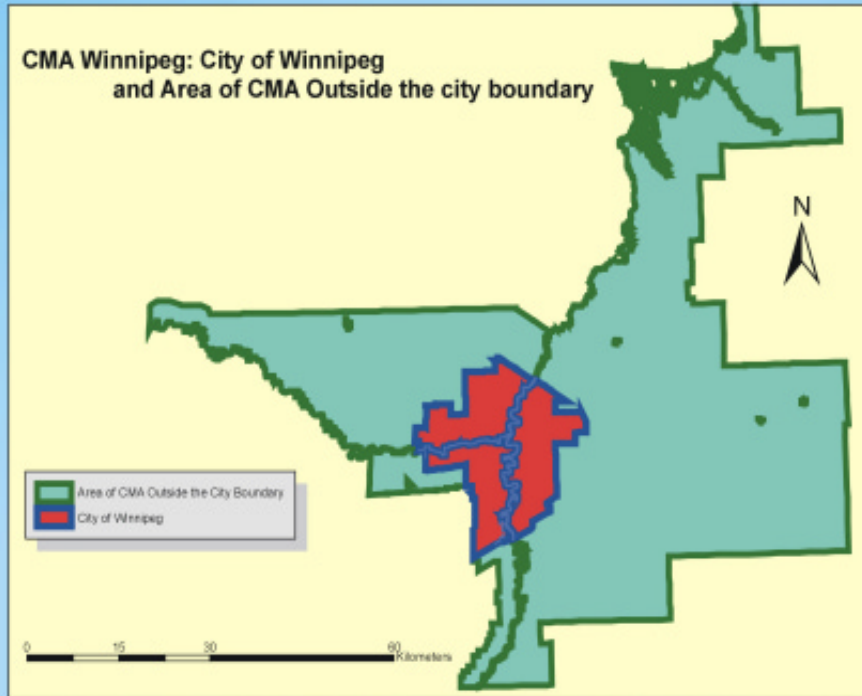 CMA Winnipeg: City of Winnipeg
and Area of CMA Outside the city boundary
N
Area of CMA Outside the City Boundary
City of Winnipeg
0 15 30 60
Kilometers